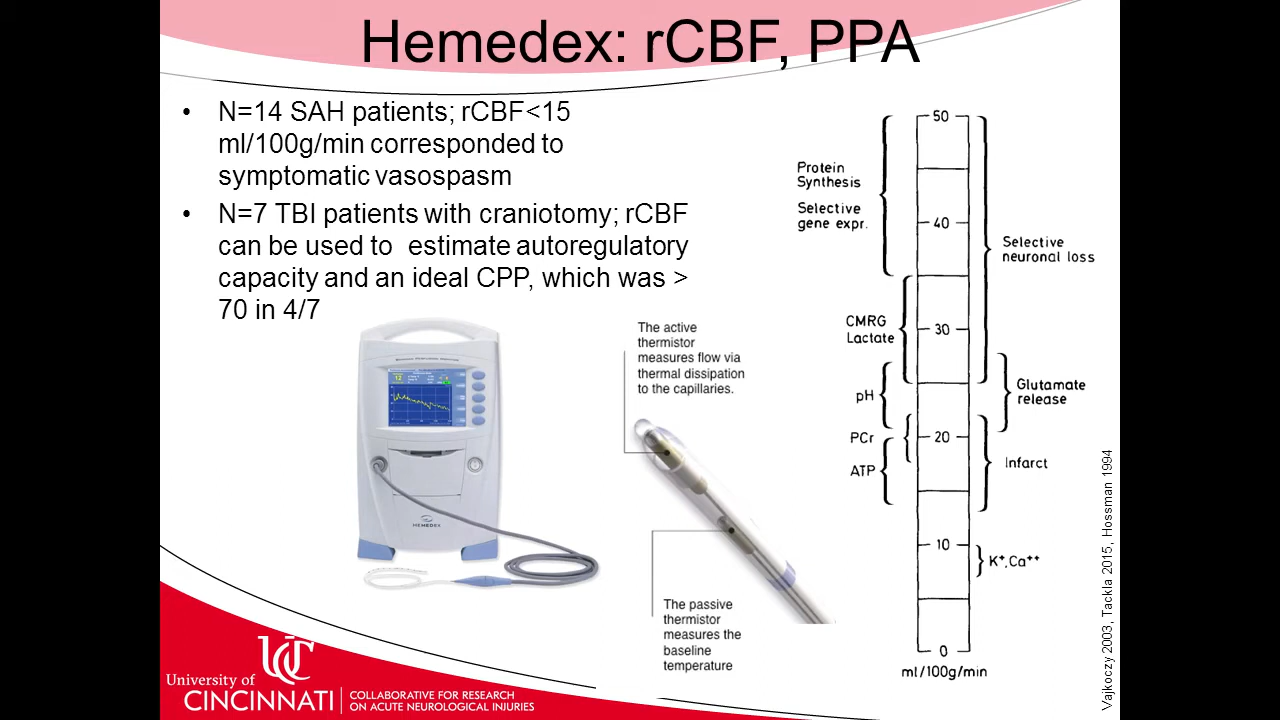 Hemedex: rCBF, PPA
• N=14 SAH patients; rCBF<15
ml/100g/min corresponded to
symptomatic vasospasm
• N=7 TBI patients with craniotomy; rCBF
can be used to  estimate autoregulatory
capacity and an ideal CPP, which was >
70 in 4/7
HEMEDEX
The active
thermistor
measures flow via
thermal dissipation
to the capillaries.
The passive
thermistor
measures the
baseline
temperature
50
Protein
Synthesis
Selective
gene expr.
40
Selective
neuronal loss
CMRG
Lactate
30
pH
Glutamate
release
PCr
20
ATP
Infarct
10
K⁺,Ca⁺⁺
0
ml/100g/min
Vajkoczy 2003, Tackla 2015, Hossman 1994
UC
University of
CINCINNATI
COLLABORATIVE FOR RESEARCH
ON ACUTE NEUROLOGICAL INJURIES